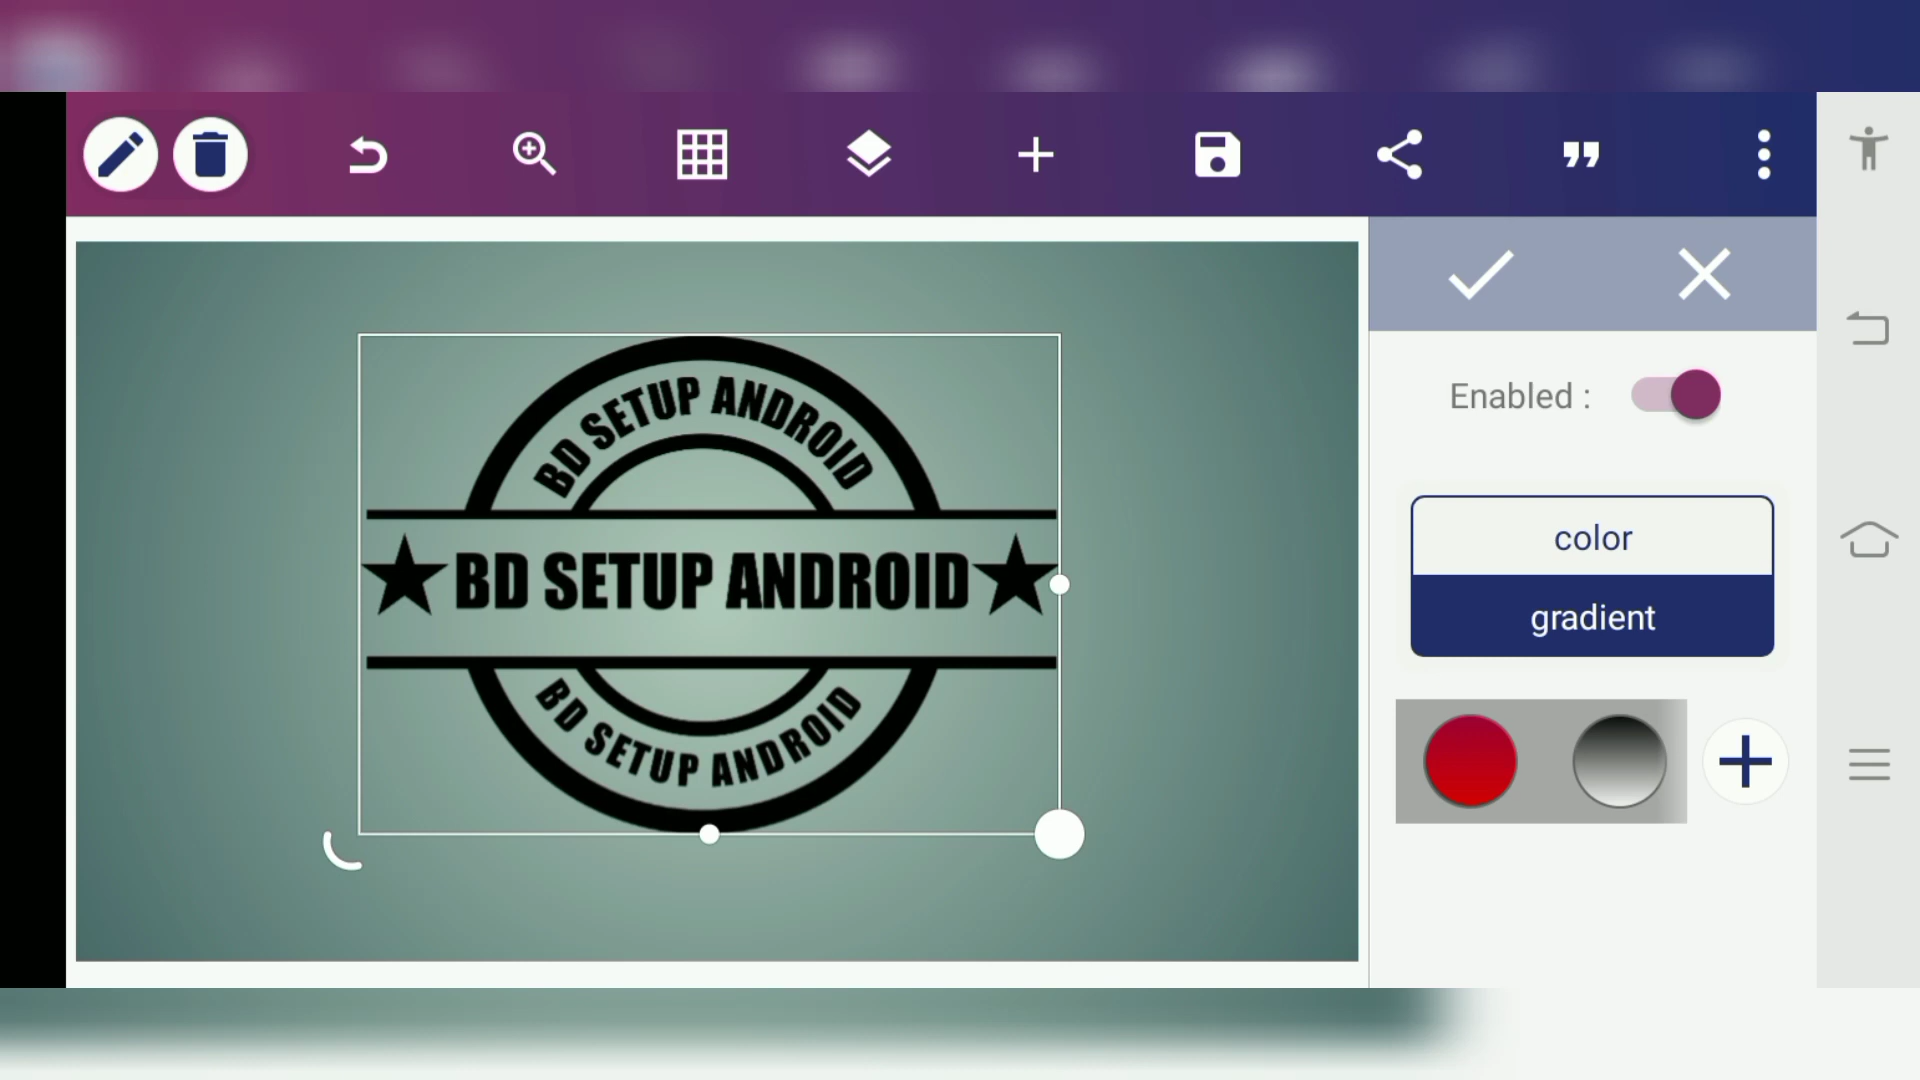 Enabled :
BD SETUP ANDROID
BD SETUP ANDROID
BD SETUP ANDROID
color
gradient